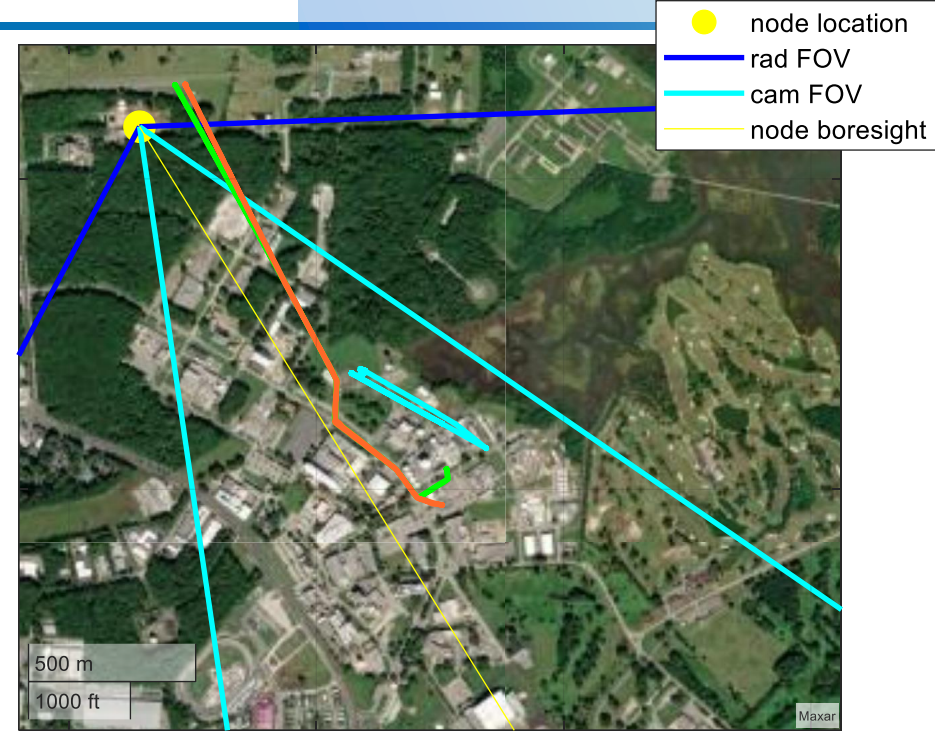 node location
rad FOV
cam FOV
node boresight
500 m
1000 ft
Maxar